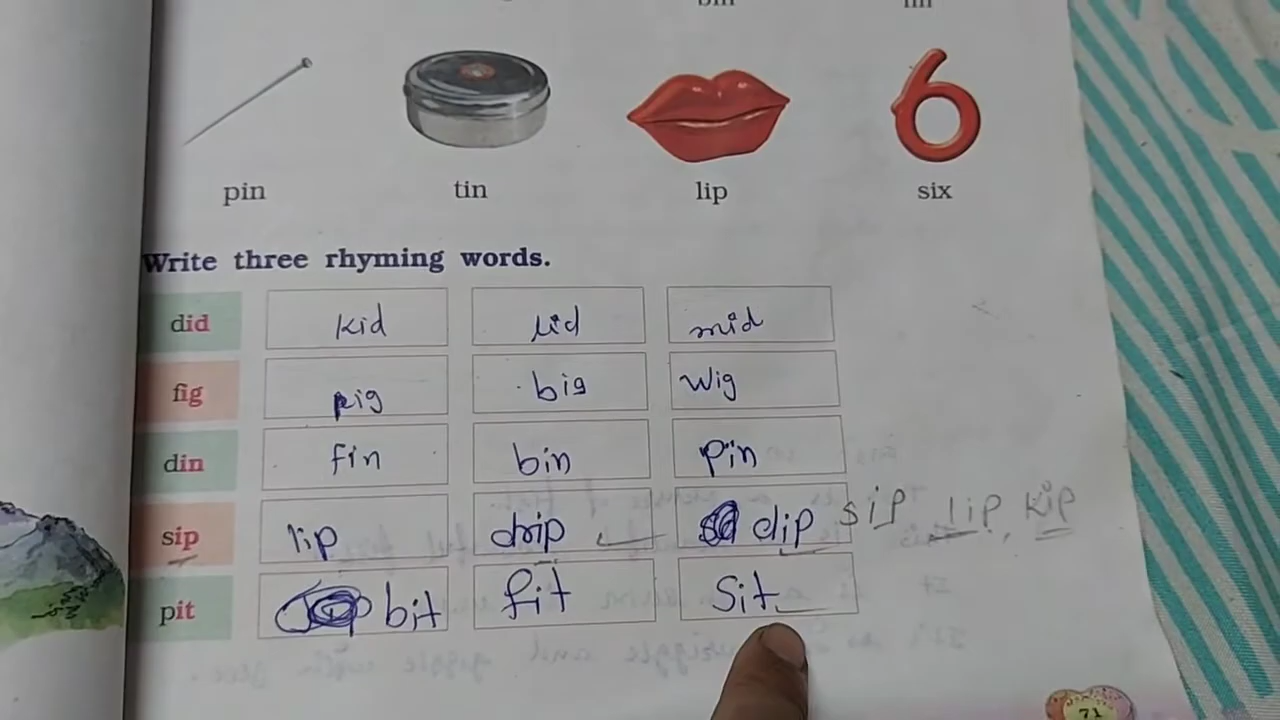 pin tin lip six
Write three rhyming words.
did kid lid mid
fig pig big Wig
din fin bin Pin
sip lip drip dip sip lip, kip
pit bit fit Sit
71